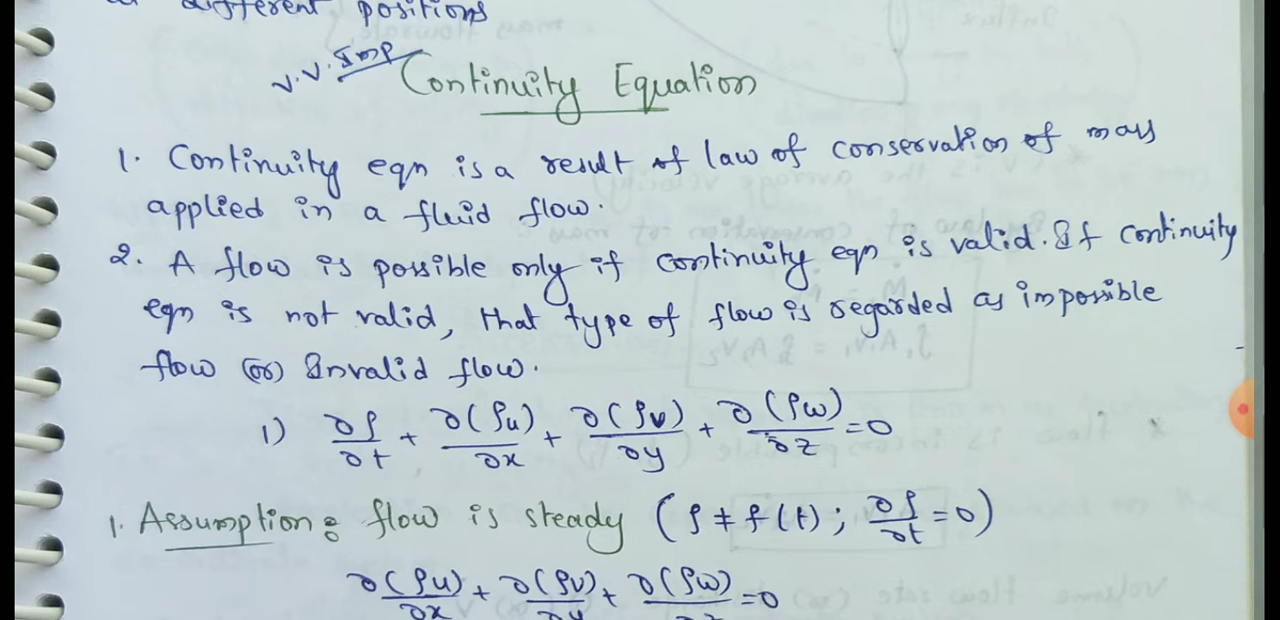 different positions
v.v.Imp Continuity Equation
1. Continuity eqn is a result of law of conservation of mass
applied in a fluid flow.
2. A flow is possible only if continuity eqn is valid. If continuity
eqn is not valid, that type of flow is regarded as impossible
flow (or) Invalid flow.
1) ∂ρ/∂t + ∂(ρu)/∂x + ∂(ρv)/∂y + ∂(ρw)/∂z = 0
1. Assumption: flow is steady (ρ ≠ f(t); ∂ρ/∂t = 0)
∂(ρu)/∂x + ∂(ρv)/∂y + ∂(ρw)/∂z = 0